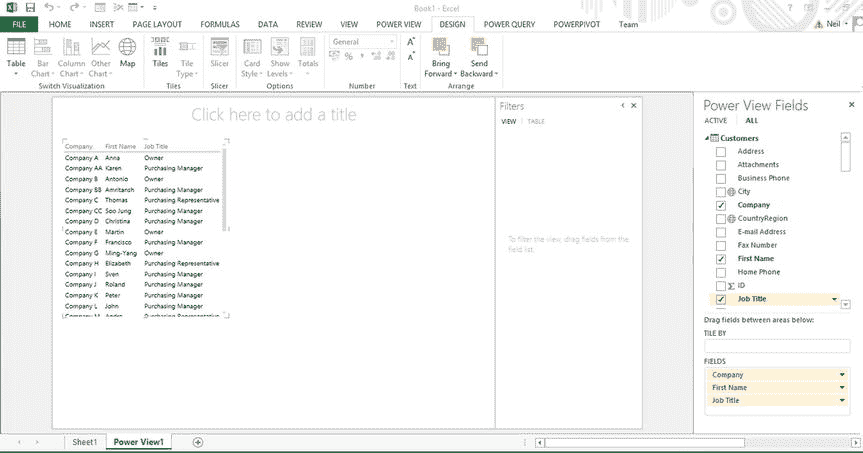 Book1 - Excel
FILE HOME INSERT PAGE LAYOUT FORMULAS DATA REVIEW VIEW POWER VIEW DESIGN POWER QUERY POWERPIVOT Team Neil
General
Table Bar Chart Column Chart Other Chart Map Tiles Tile Type Slicer Card Style Show Levels Totals $ % Bring Forward Send Backward
Switch Visualization Tiles Slicer Options Number Text Arrange
Click here to add a title
Company First Name Job Title
Company A Anna Owner
Company AA Karen Purchasing Manager
Company B Antonio Owner
Company BB Amritansh Purchasing Manager
Company C Thomas Purchasing Representative
Company CC Soo Jung Purchasing Manager
Company D Christina Purchasing Manager
Company E Martin Owner
Company F Francisco Purchasing Manager
Company G Ming-Yang Owner
Company H Elizabeth Purchasing Representative
Company I Sven Purchasing Manager
Company J Roland Purchasing Manager
Company K Peter Purchasing Manager
Company L John Purchasing Manager
Company M Andre Purchasing Representative
Filters
VIEW TABLE
To filter the view, drag fields from the
field list.
Power View Fields
ACTIVE ALL
Customers
Address
Attachments
Business Phone
City
Company
CountryRegion
E-mail Address
Fax Number
First Name
Home Phone
ID
Job Title
Drag fields between areas below:
TILE BY
FIELDS
Company
First Name
Job Title
Sheet1 Power View1